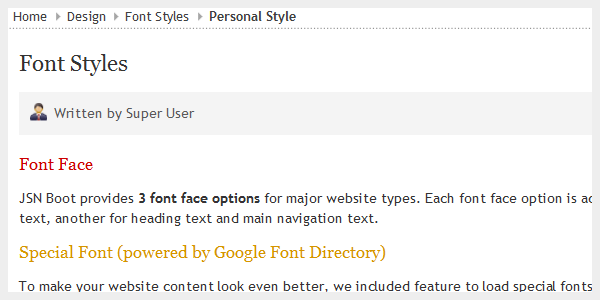 Home Design Font Styles Personal Style
Font Styles
Written by Super User
Font Face
JSN Boot provides 3 font face options for major website types. Each font face option is
text, another for heading text and main navigation text.
Special Font (powered by Google Font Directory)
To make your website content look even better, we included feature to load special fonts